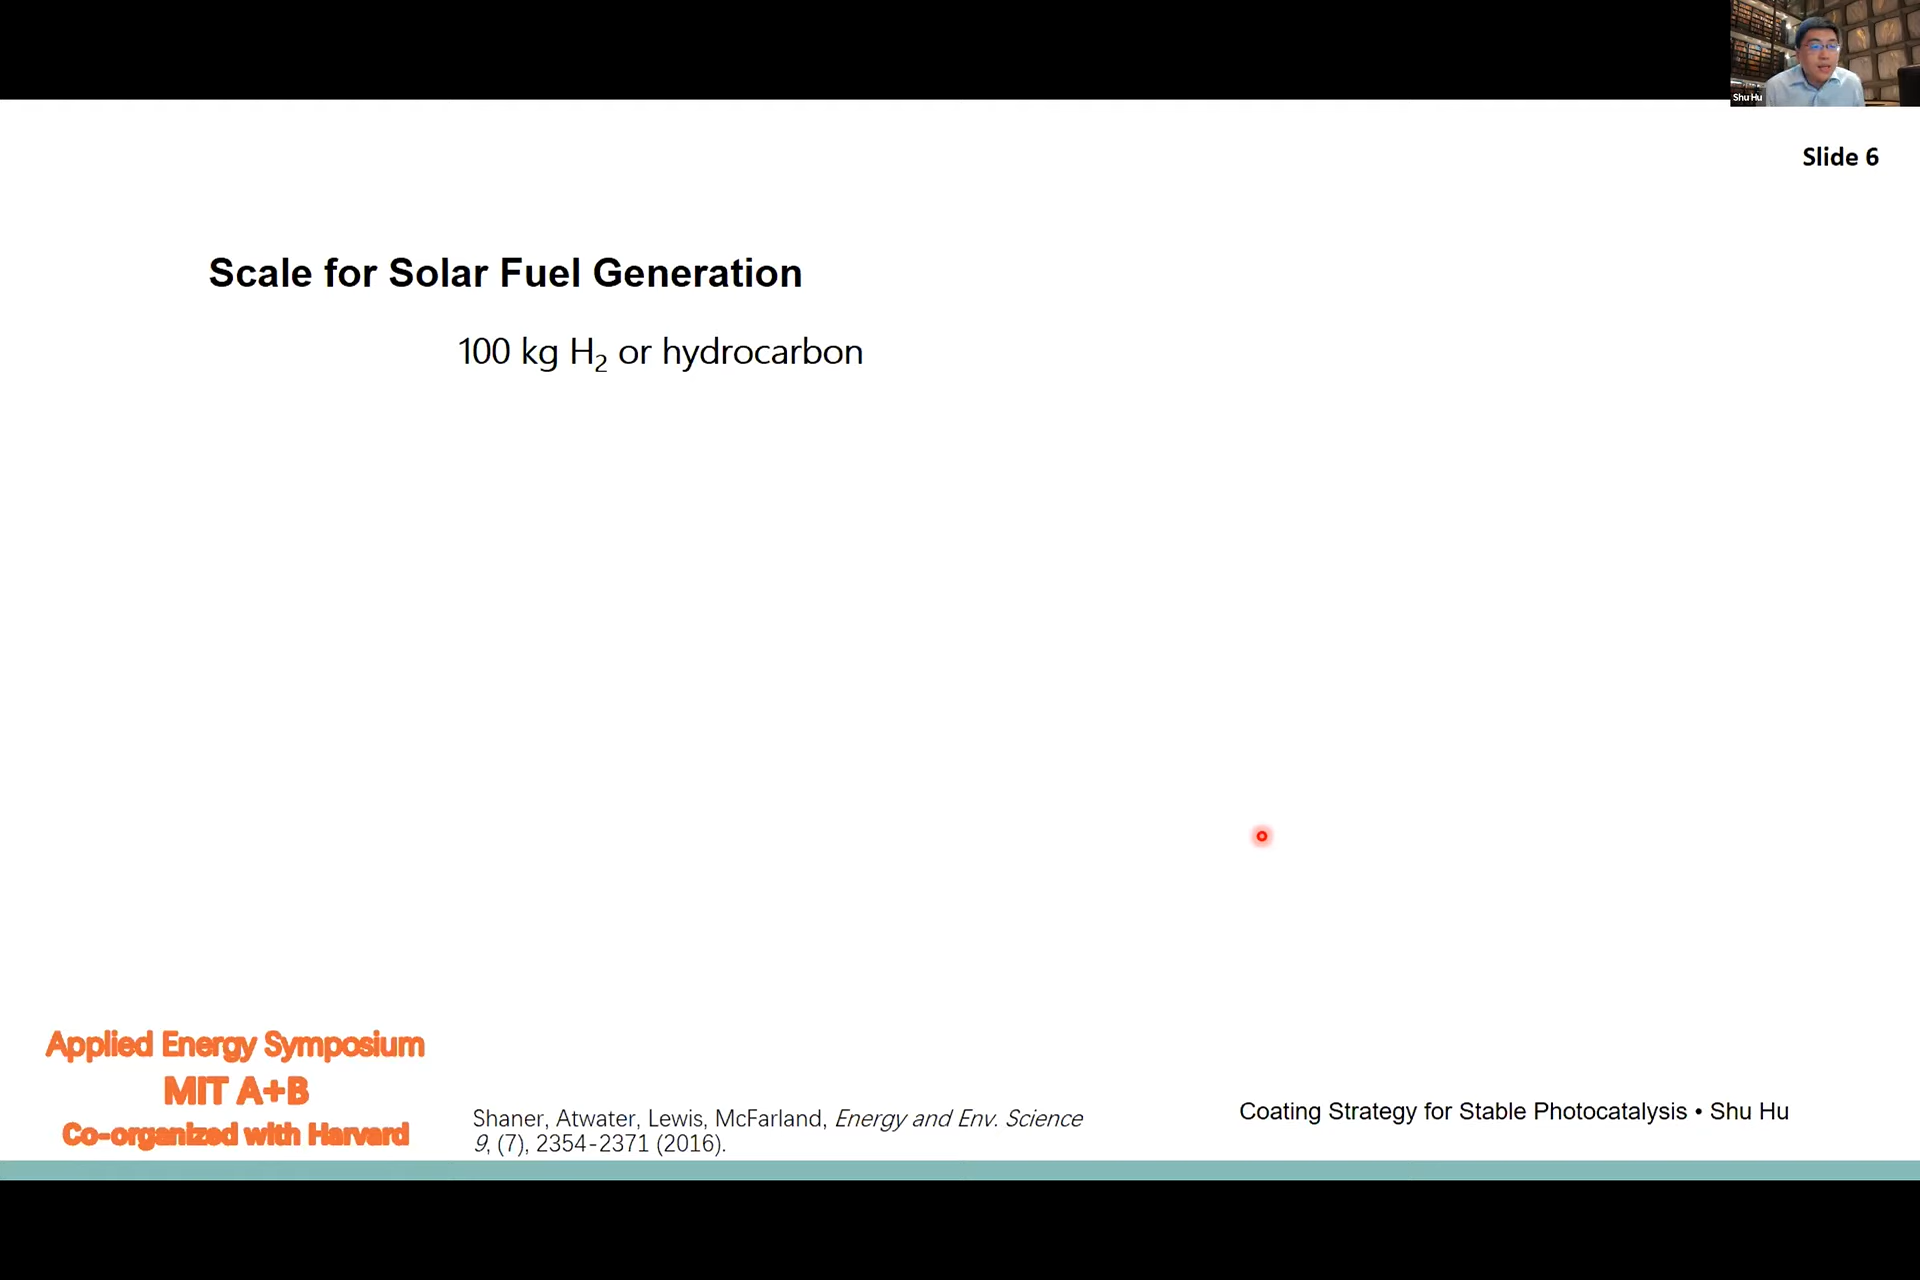 Shu Hu
Slide 6
Scale for Solar Fuel Generation
100 kg H₂ or hydrocarbon
Applied Energy Symposium
MIT A+B
Co-organized with Harvard
Shaner, Atwater, Lewis, McFarland, Energy and Env. Science
9, (7), 2354-2371 (2016).
Coating Strategy for Stable Photocatalysis • Shu Hu